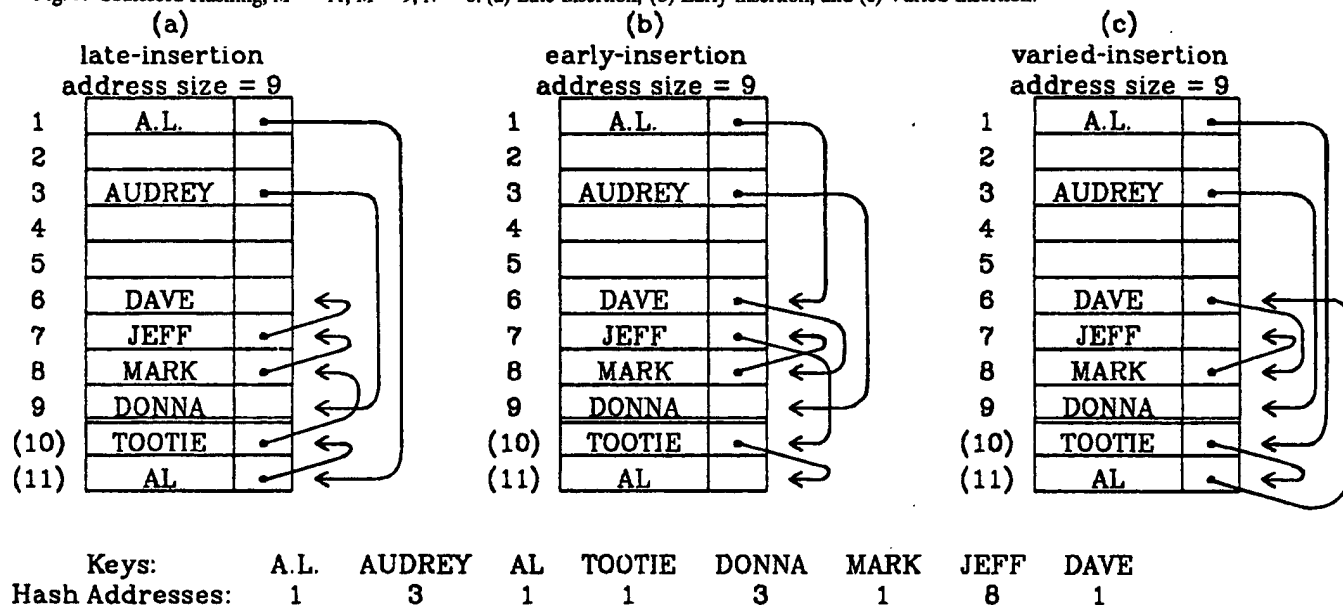 (a) (b) (c)
late-insertion early-insertion varied-insertion
address size = 9 address size = 9 address size = 9
1 A.L. 1 A.L. 1 A.L.
2 2 2
3 AUDREY 3 AUDREY 3 AUDREY
4 4 4
5 5 5
6 DAVE 6 DAVE 6 DAVE
7 JEFF 7 JEFF 7 JEFF
8 MARK 8 MARK 8 MARK
9 DONNA 9 DONNA 9 DONNA
(10) TOOTIE (10) TOOTIE (10) TOOTIE
(11) AL (11) AL (11) AL
Keys: A.L. AUDREY AL TOOTIE DONNA MARK JEFF DAVE
Hash Addresses: 1 3 1 1 3 1 8 1